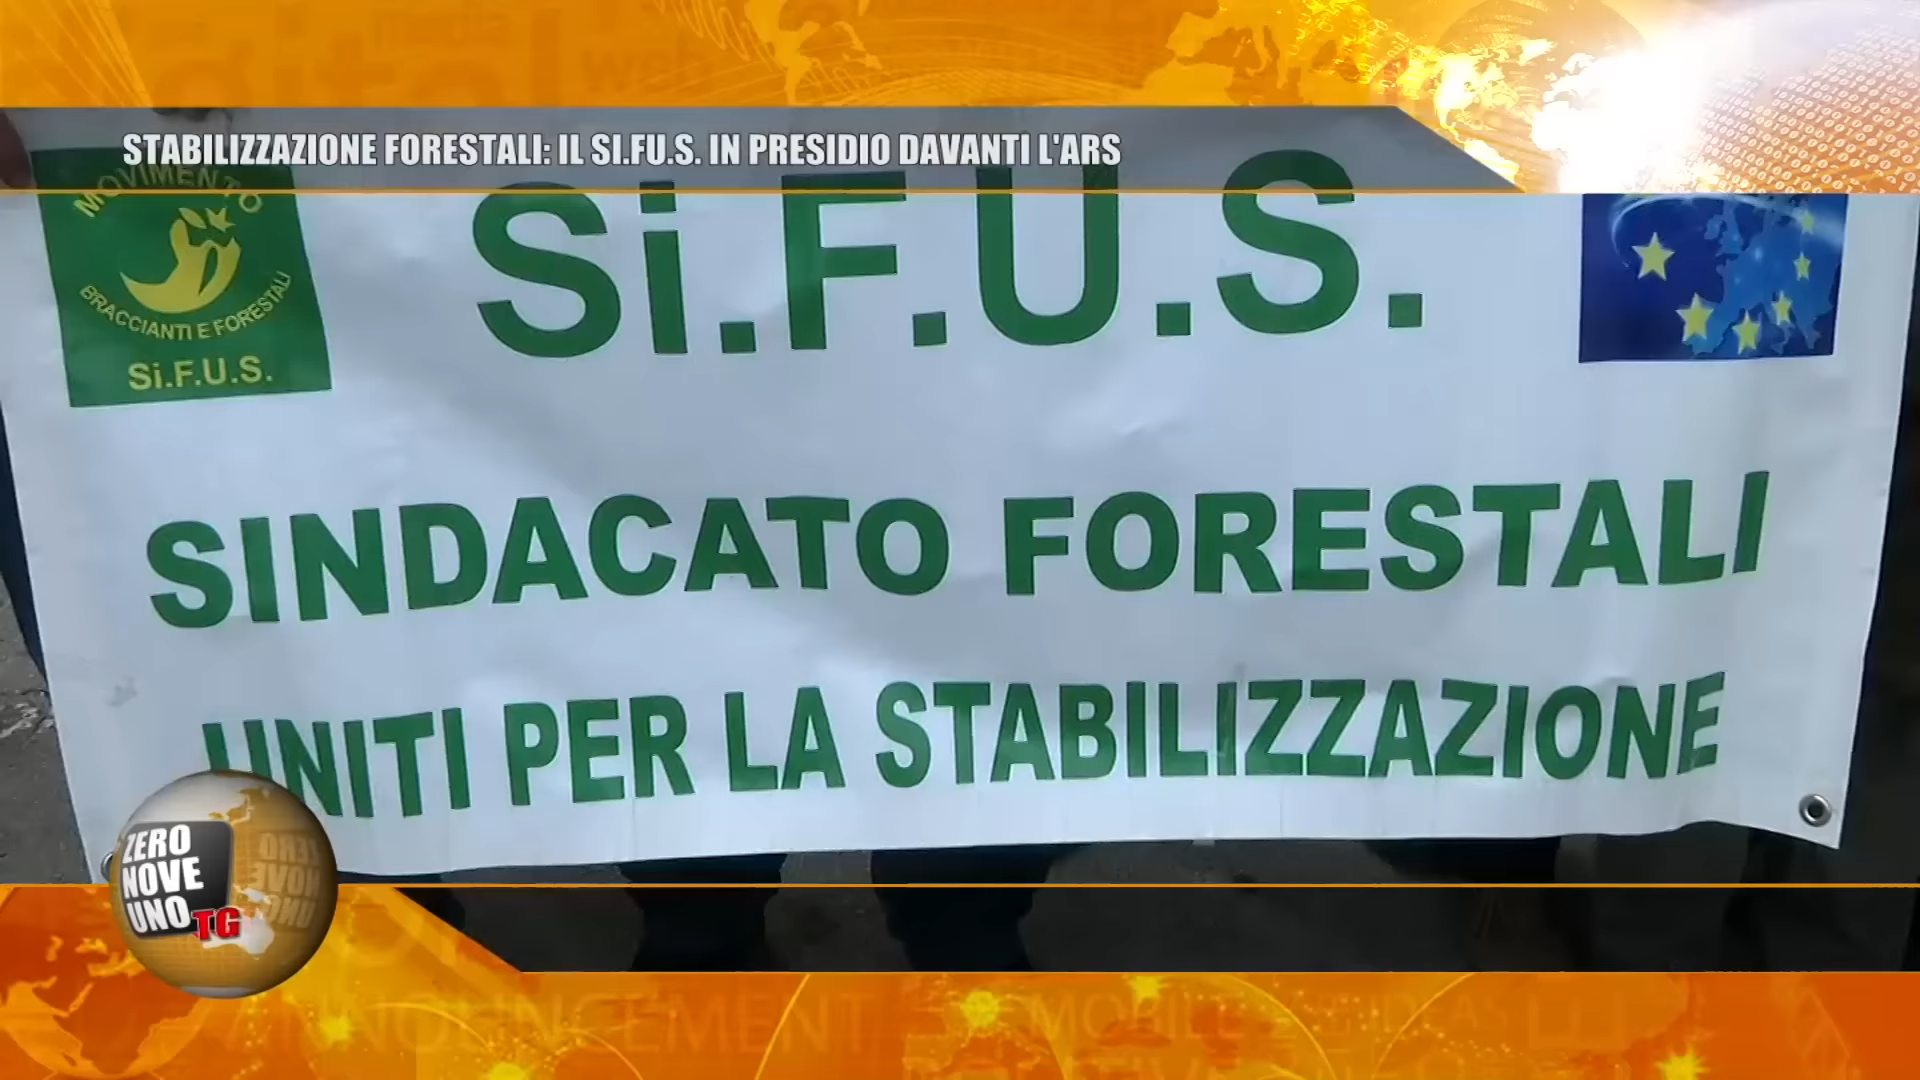 STABILIZZAZIONE FORESTALI: IL SI.FU.S. IN PRESIDIO DAVANTI L'ARS
MOVIMENTO
BRACCIANTI E FORESTALI
Si.F.U.S.
Si.F.U.S.
SINDACATO FORESTALI
UNITI PER LA STABILIZZAZIONE
ZERO
NOVE
UNO TG
ANNOUNCEMENT